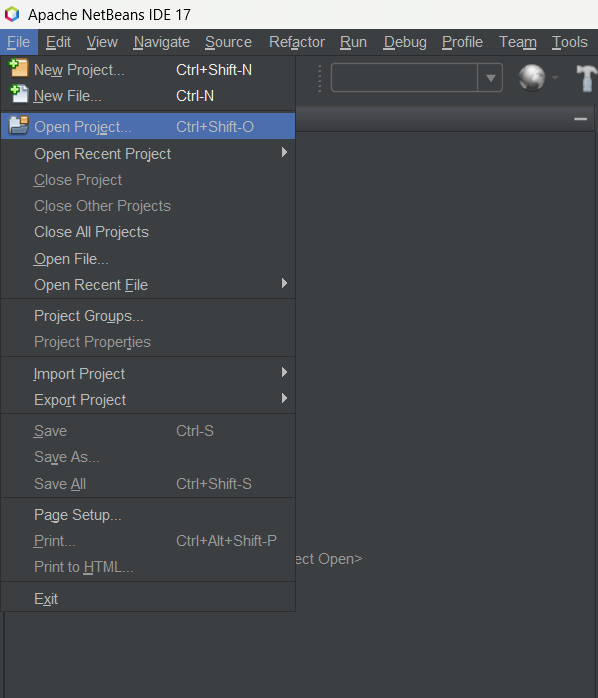 Apache NetBeans IDE 17
File Edit View Navigate Source Refactor Run Debug Profile Team Tools
New Project... Ctrl+Shift-N
New File... Ctrl-N
Open Project... Ctrl+Shift-O
Open Recent Project
Close Project
Close Other Projects
Close All Projects
Open File...
Open Recent File
Project Groups...
Project Properties
Import Project
Export Project
Save Ctrl-S
Save As...
Save All Ctrl+Shift-S
Page Setup...
Print... Ctrl+Alt+Shift-P
ect Open>
Print to HTML...
Exit